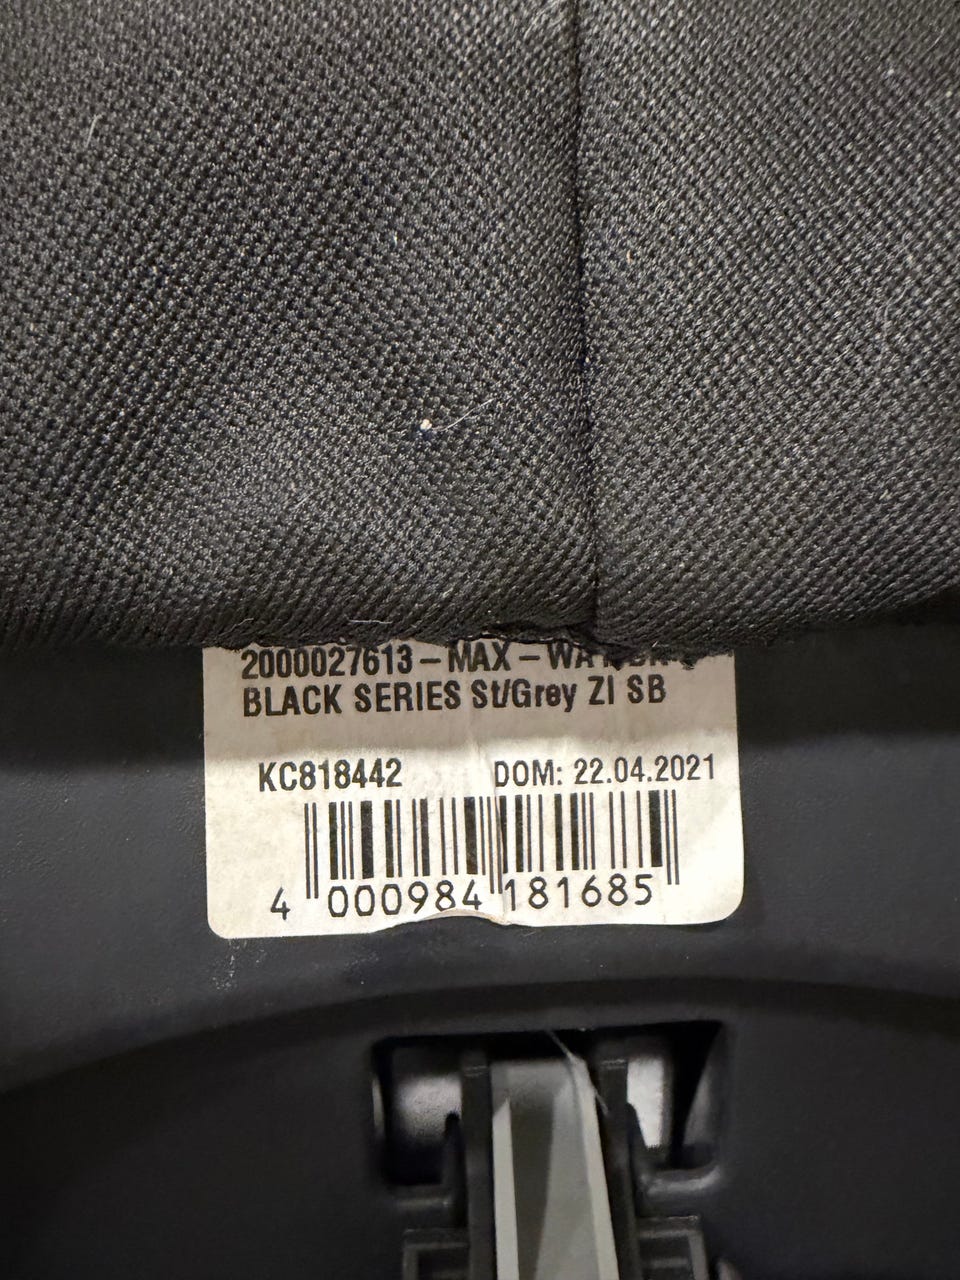 2000027613 – MAX –
BLACK SERIES St/Grey ZI SB
KC818442 DOM: 22.04.2021
4 000984 181685